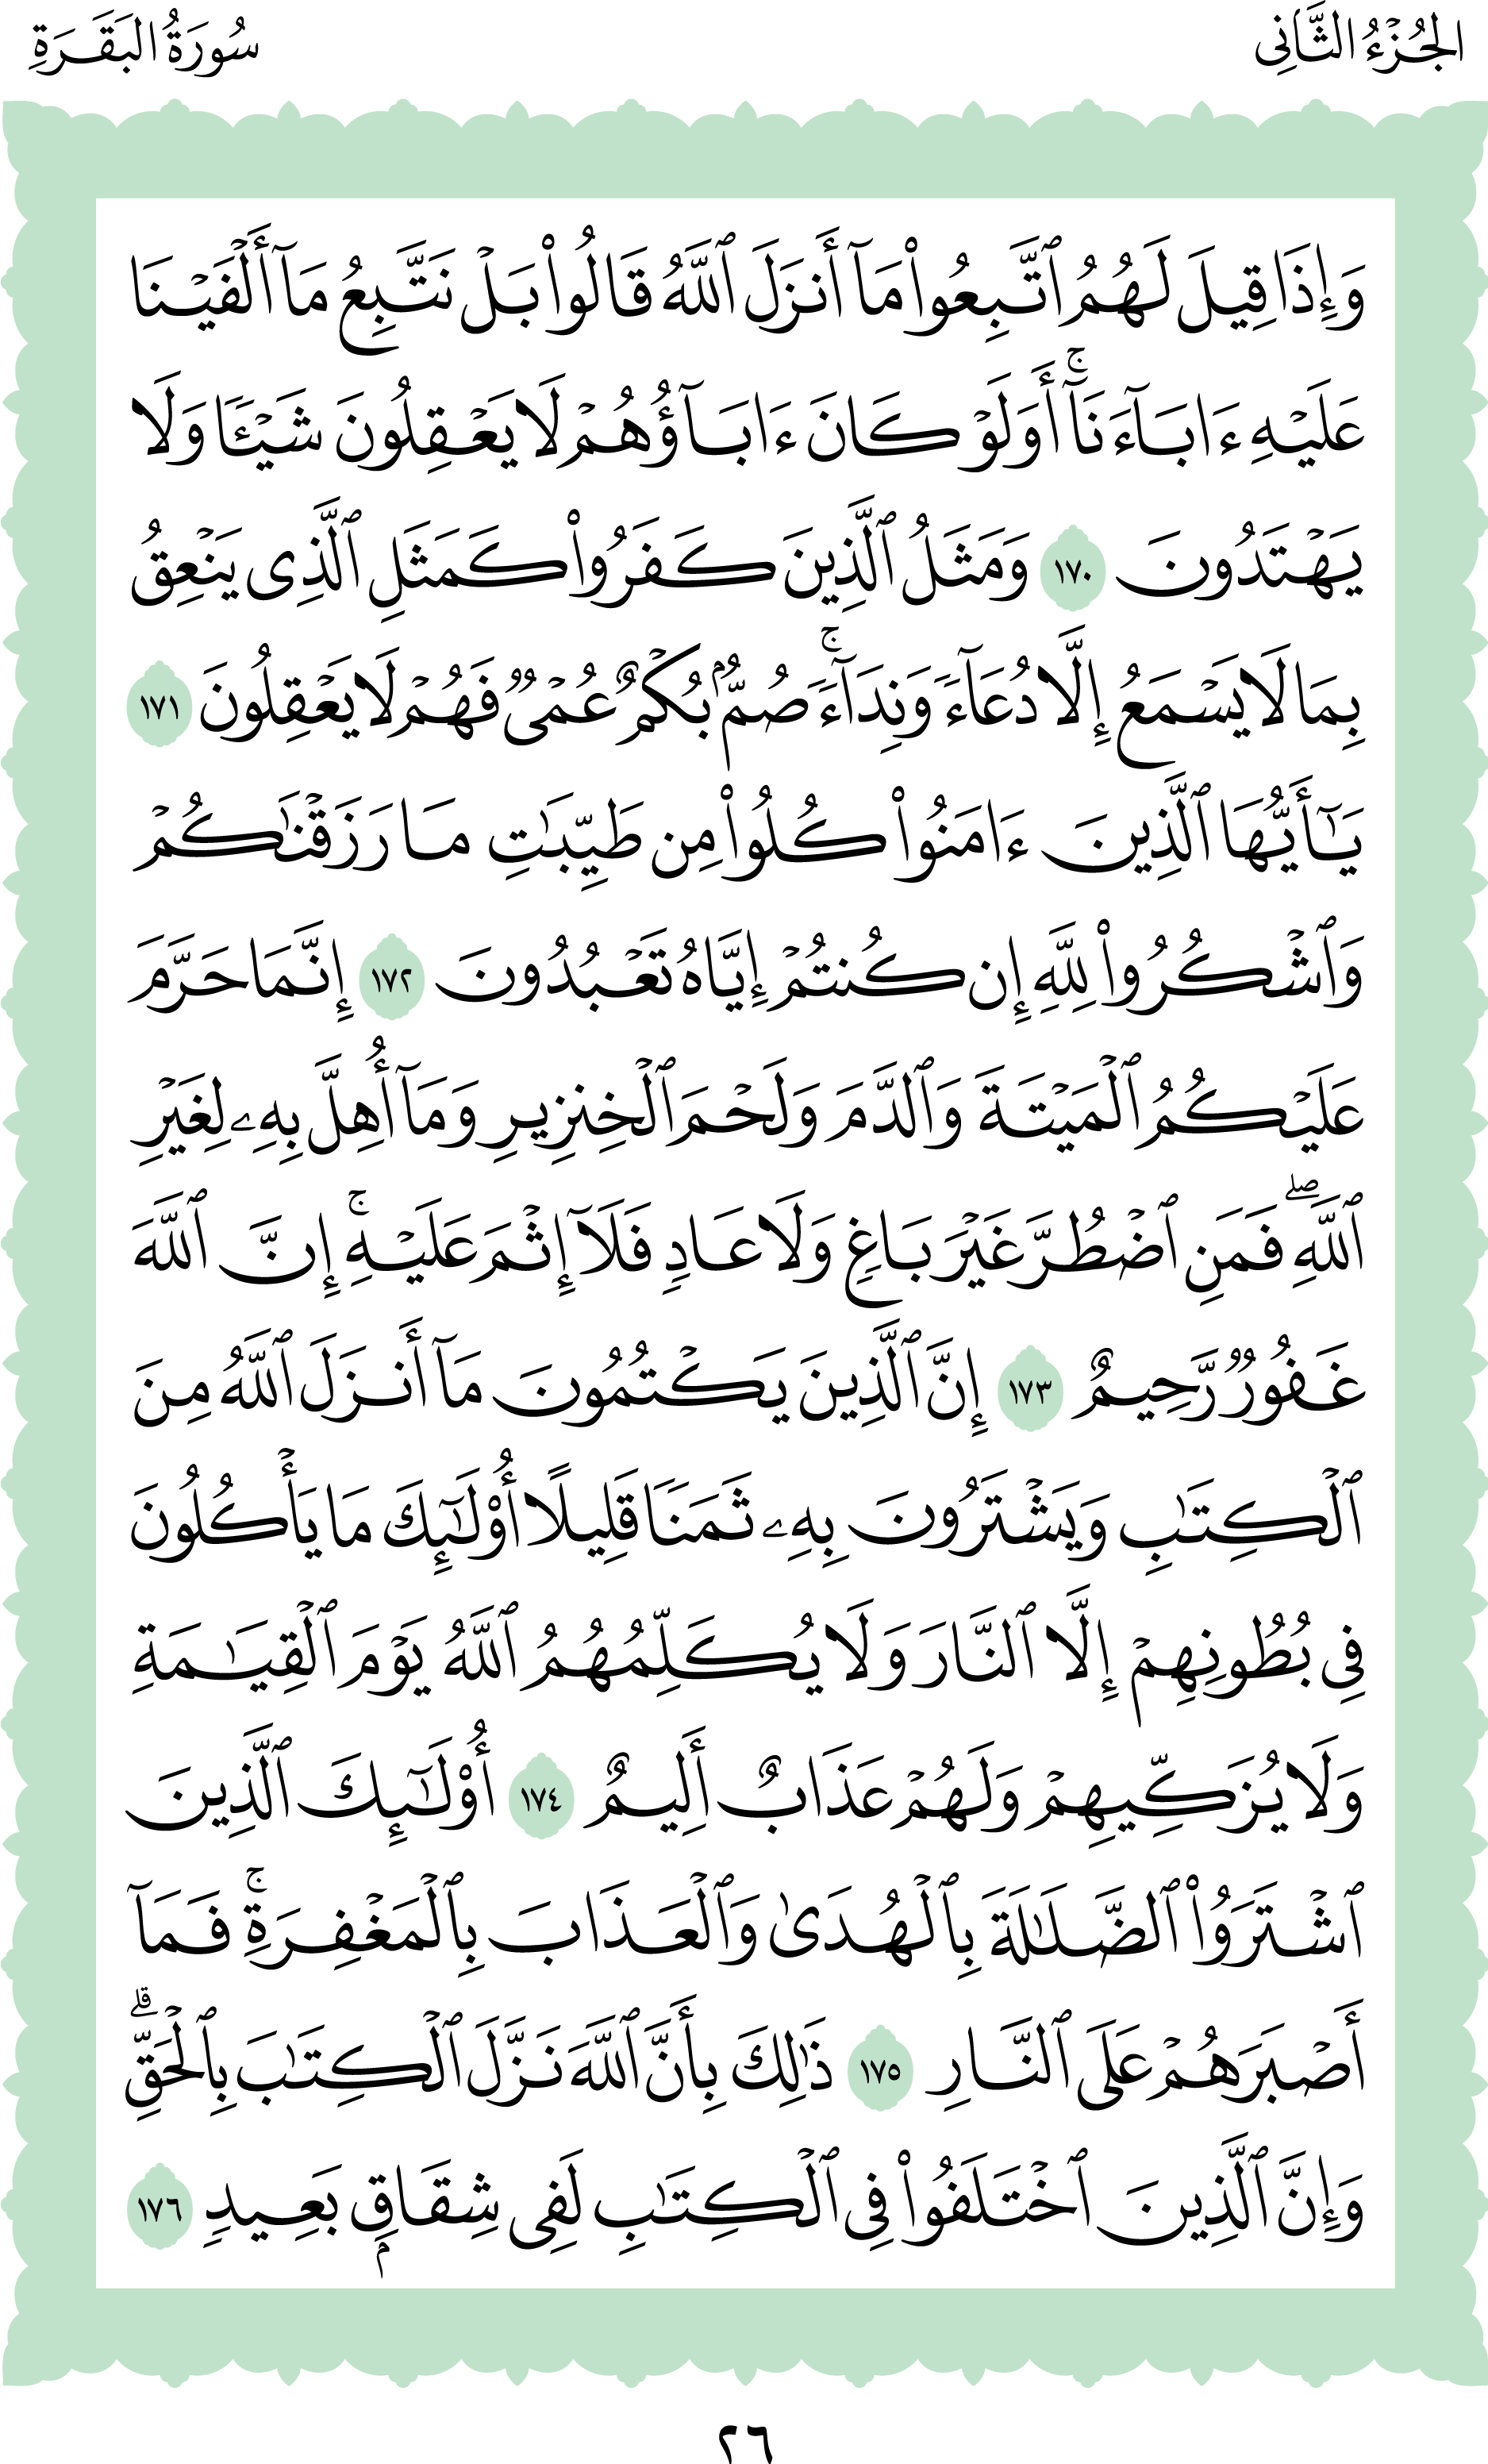 الجُزْءُ الثَّانِي
سُورَةُ البَقَرَةِ
وَإِذَا قِيلَ لَهُمُ ٱتَّبِعُوا۟ مَآ أَنزَلَ ٱللَّهُ قَالُوا۟ بَلْ نَتَّبِعُ مَآ أَلْفَيْنَا
عَلَيْهِ ءَابَآءَنَآ ۚ أَوَلَوْ كَانَ ءَابَآؤُهُمْ لَا يَعْقِلُونَ شَيْـًٔا وَلَا
يَهْتَدُونَ ١٧٠ وَمَثَلُ ٱلَّذِينَ كَفَرُوا۟ كَمَثَلِ ٱلَّذِى يَنْعِقُ
بِمَا لَا يَسْمَعُ إِلَّا دُعَآءً وَنِدَآءً ۚ صُمٌّۢ بُكْمٌ عُمْىٌ فَهُمْ لَا يَعْقِلُونَ ١٧١
يَـٰٓأَيُّهَا ٱلَّذِينَ ءَامَنُوا۟ كُلُوا۟ مِن طَيِّبَـٰتِ مَا رَزَقْنَـٰكُمْ
وَٱشْكُرُوا۟ لِلَّهِ إِن كُنتُمْ إِيَّاهُ تَعْبُدُونَ ١٧٢ إِنَّمَا حَرَّمَ
عَلَيْكُمُ ٱلْمَيْتَةَ وَٱلدَّمَ وَلَحْمَ ٱلْخِنزِيرِ وَمَآ أُهِلَّ بِهِۦ لِغَيْرِ
ٱللَّهِ ۖ فَمَنِ ٱضْطُرَّ غَيْرَ بَاغٍ وَلَا عَادٍ فَلَآ إِثْمَ عَلَيْهِ ۚ إِنَّ ٱللَّهَ
غَفُورٌ رَّحِيمٌ ١٧٣ إِنَّ ٱلَّذِينَ يَكْتُمُونَ مَآ أَنزَلَ ٱللَّهُ مِنَ
ٱلْكِتَـٰبِ وَيَشْتَرُونَ بِهِۦ ثَمَنًا قَلِيلًا أُو۟لَـٰٓئِكَ مَا يَأْكُلُونَ
فِى بُطُونِهِمْ إِلَّا ٱلنَّارَ وَلَا يُكَلِّمُهُمُ ٱللَّهُ يَوْمَ ٱلْقِيَـٰمَةِ
وَلَا يُزَكِّيهِمْ وَلَهُمْ عَذَابٌ أَلِيمٌ ١٧٤ أُو۟لَـٰٓئِكَ ٱلَّذِينَ
ٱشْتَرَوُا۟ ٱلضَّلَـٰلَةَ بِٱلْهُدَىٰ وَٱلْعَذَابَ بِٱلْمَغْفِرَةِ ۚ فَمَآ
أَصْبَرَهُمْ عَلَى ٱلنَّارِ ١٧٥ ذَٰلِكَ بِأَنَّ ٱللَّهَ نَزَّلَ ٱلْكِتَـٰبَ بِٱلْحَقِّ ۗ
وَإِنَّ ٱلَّذِينَ ٱخْتَلَفُوا۟ فِى ٱلْكِتَـٰبِ لَفِى شِقَاقٍۭ بَعِيدٍ ١٧٦
٢٦